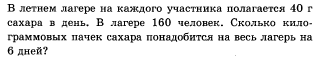 В летнем лагере на каждого участника полагается 40 г
сахара в день. В лагере 160 человек. Сколько кило-
граммовых пачек сахара понадобится на весь лагерь на
6 дней?